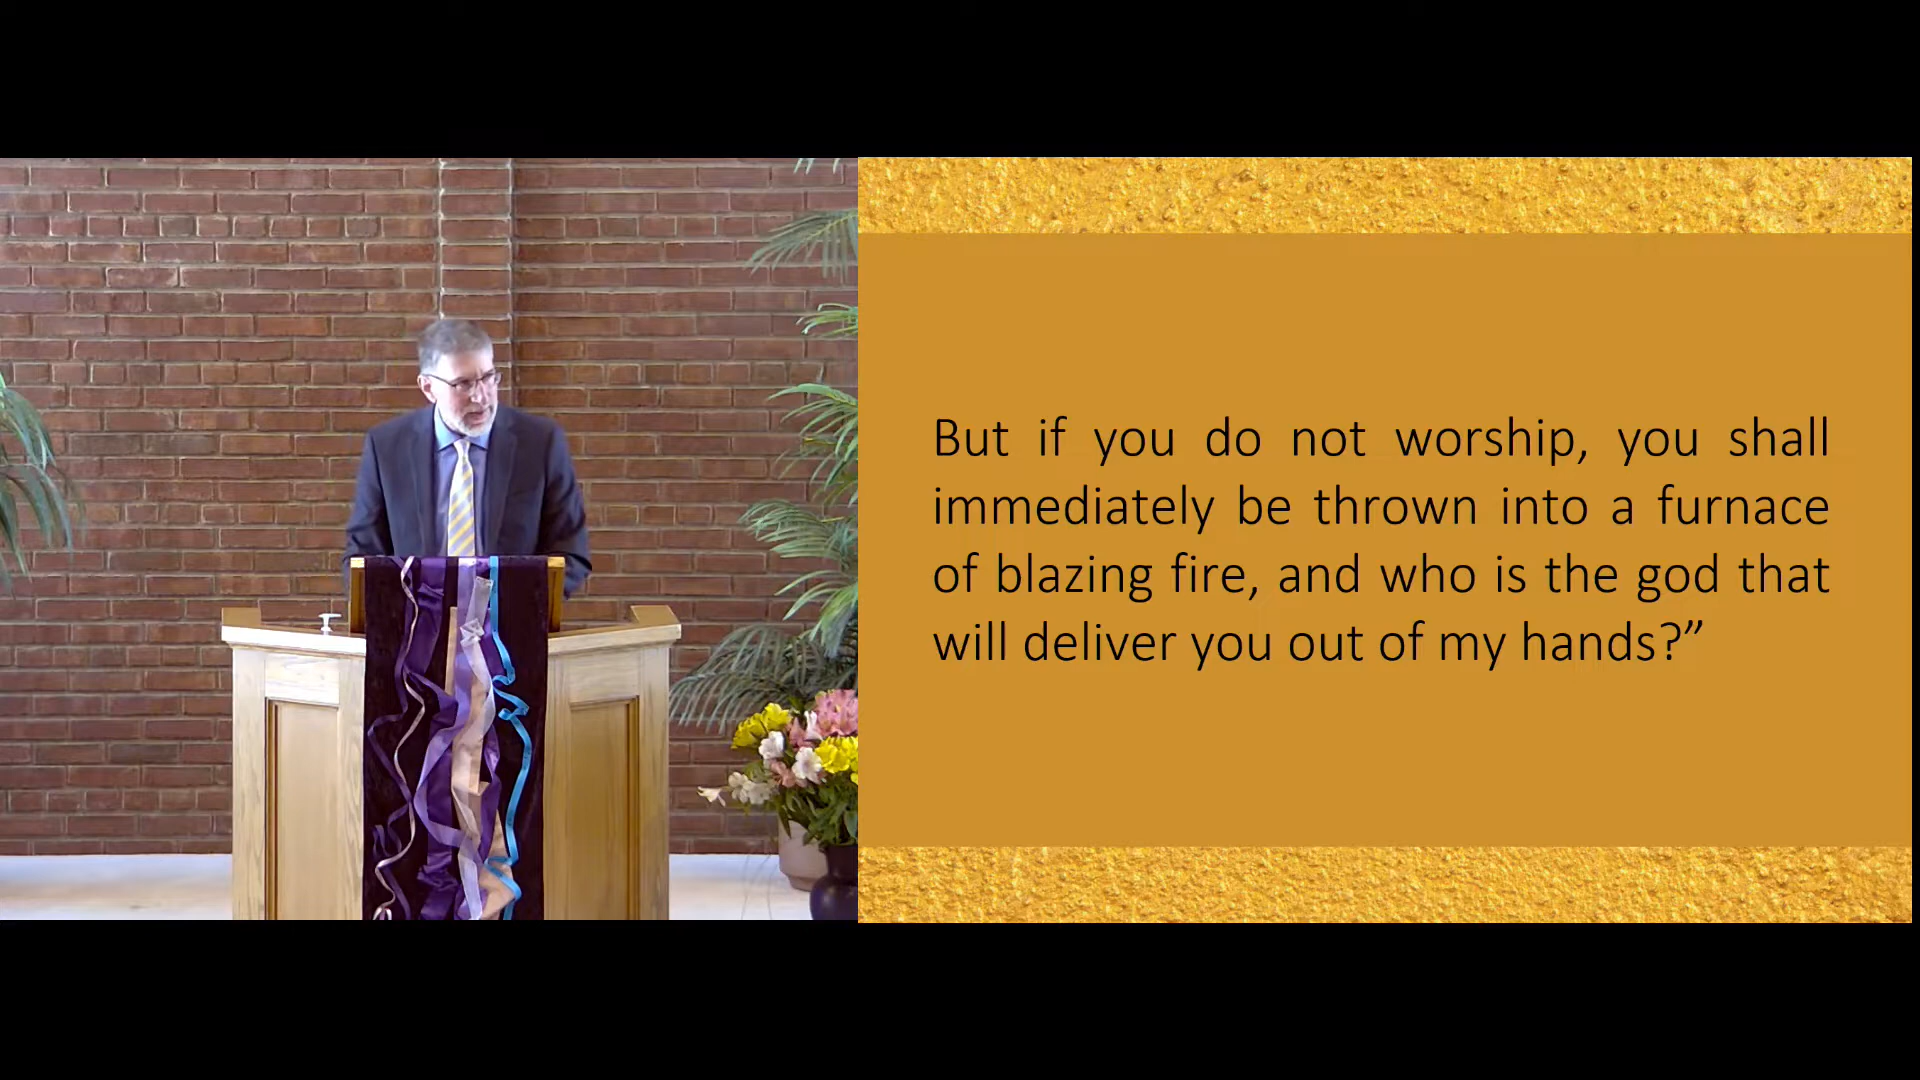 But if you do not worship, you shall
immediately be thrown into a furnace
of blazing fire, and who is the god that
will deliver you out of my hands?”